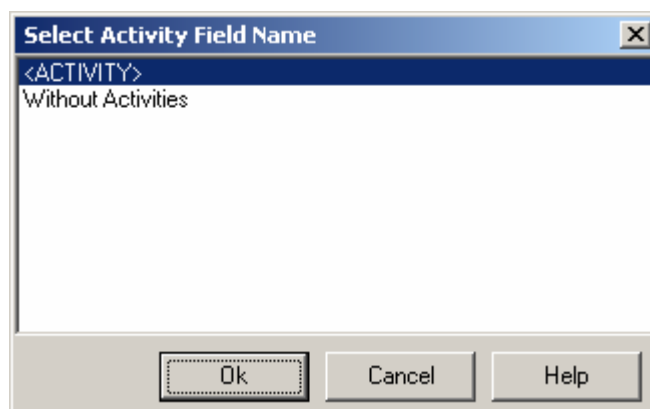 Select Activity Field Name
<ACTIVITY>
Without Activities
Ok
Cancel
Help